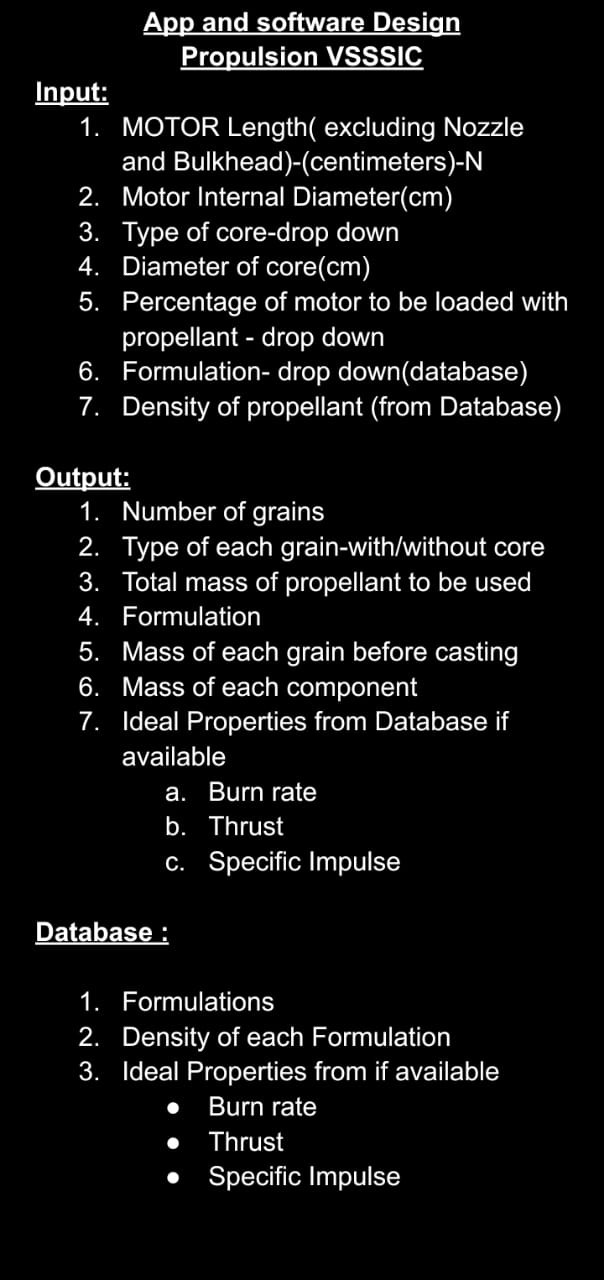 App and software Design
Propulsion VSSSIC
Input:
1. MOTOR Length( excluding Nozzle
and Bulkhead)-(centimeters)-N
2. Motor Internal Diameter(cm)
3. Type of core-drop down
4. Diameter of core(cm)
5. Percentage of motor to be loaded with
propellant - drop down
6. Formulation- drop down(database)
7. Density of propellant (from Database)
Output:
1. Number of grains
2. Type of each grain-with/without core
3. Total mass of propellant to be used
4. Formulation
5. Mass of each grain before casting
6. Mass of each component
7. Ideal Properties from Database if
available
a. Burn rate
b. Thrust
c. Specific Impulse
Database :
1. Formulations
2. Density of each Formulation
3. Ideal Properties from if available
● Burn rate
● Thrust
● Specific Impulse